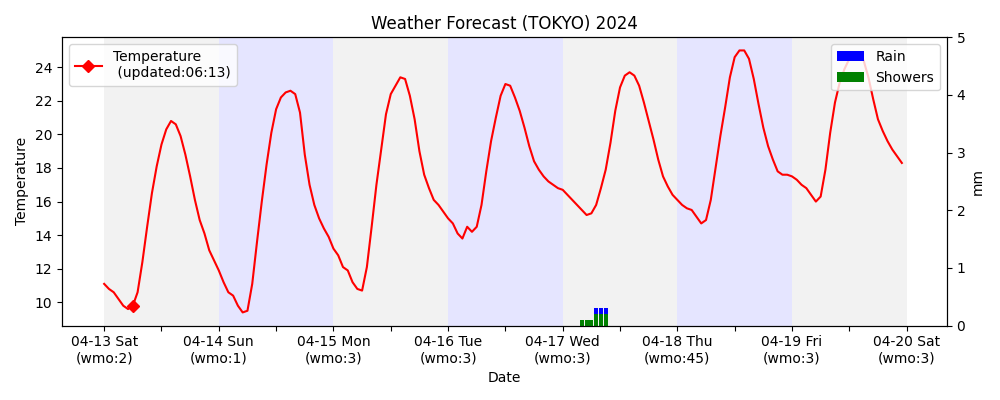 Weather Forecast (TOKYO) 2024
Temperature
(updated:06:13)
Rain
Showers
Temperature
24
22
20
18
16
14
12
10
5
4
3
2
1
0
mm
04-13 Sat
(wmo:2)
04-14 Sun
(wmo:1)
04-15 Mon
(wmo:3)
04-16 Tue
(wmo:3)
04-17 Wed
(wmo:3)
04-18 Thu
(wmo:45)
04-19 Fri
(wmo:3)
04-20 Sat
(wmo:3)
Date